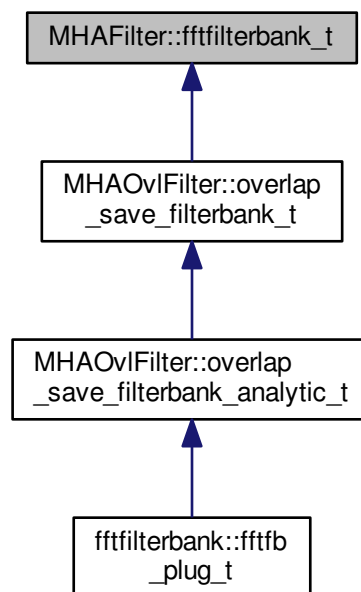 MHAFilter::fftfilterbank_t
MHAOvlFilter::overlap
_save_filterbank_t
MHAOvlFilter::overlap
_save_filterbank_analytic_t
fftfilterbank::fftfb
_plug_t